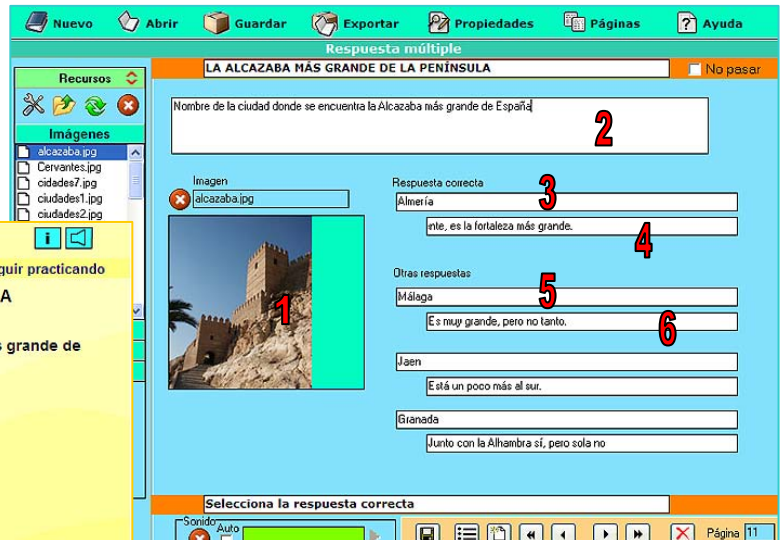 Nuevo Abrir Guardar Exportar Propiedades Páginas Ayuda
Respuesta múltiple
LA ALCAZABA MÁS GRANDE DE LA PENÍNSULA
No pasar
Recursos
Imágenes
alcazaba.jpg
Cervantes.jpg
cidades7.jpg
ciudades1.jpg
ciudades2.jpg
Nombre de la ciudad donde se encuentra la Alcazaba más grande de España
2
Imagen
alcazaba.jpg
1
Respuesta correcta
3
Almería
nte, es la fortaleza más grande.
4
Otras respuestas
5
Málaga
Es muy grande, pero no tanto.
6
Jaen
Está un poco más al sur.
Granada
Junto con la Alhambra sí, pero sola no
i
guir practicando
A
s grande de
Selecciona la respuesta correcta
Sonido
Auto
Página 11